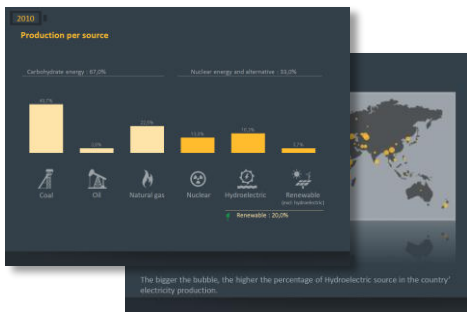 2010
Production per source
Carbohydrate energy : 67,0%
Nuclear energy and alternative : 33,0%
Coal
Oil
Natural gas
Nuclear
Hydroelectric
Renewable
(excl. hydroelectric)
Renewable : 20,0%
The bigger the bubble, the higher the percentage of Hydroelectric source in the country'
electricity production.